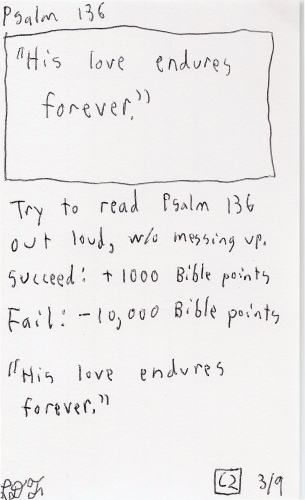 Psalm 136
"His love endures
forever."
Try to read Psalm 136
out loud, w/o messing up.
Succeed: + 1000 Bible points
Fail: -10,000 Bible points
"His love endures
forever."
C2 3/9